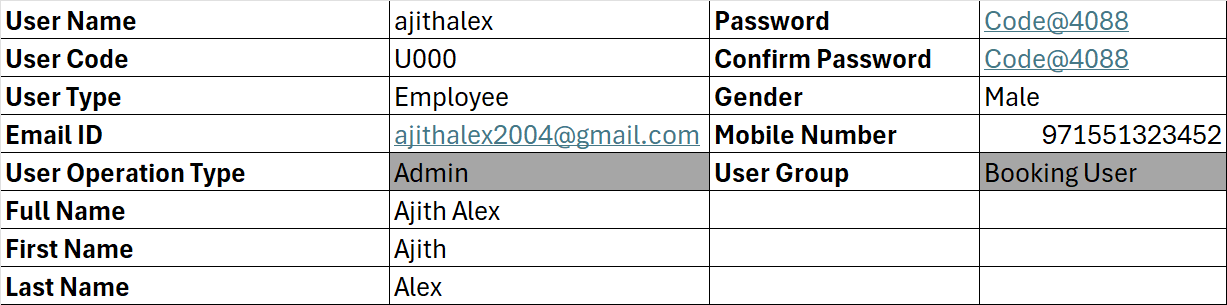 User Name ajithalex Password Code@4088
User Code U000 Confirm Password Code@4088
User Type Employee Gender Male
Email ID ajithalex2004@gmail.com Mobile Number 971551323452
User Operation Type Admin User Group Booking User
Full Name Ajith Alex
First Name Ajith
Last Name Alex